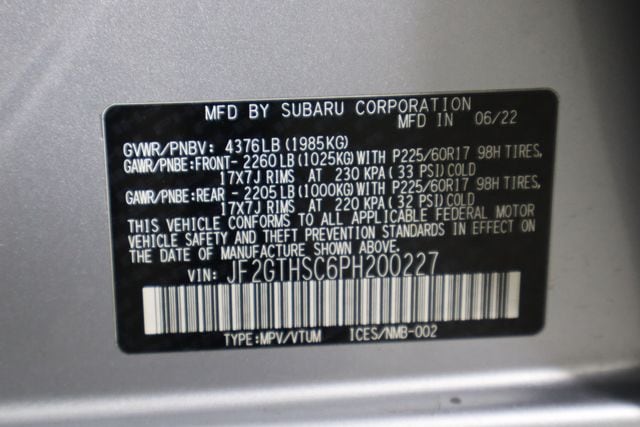 MFD BY SUBARU CORPORATION
MFD IN 06/22
GVWR/PNBV: 4376LB(1985KG)
GAWR/PNBE:FRONT- 2260LB(1025KG)WITH P225/60R17 98H TIRES,
17X7J RIMS AT 230 KPA(33 PSI)COLD
GAWR/PNBE:REAR - 2205LB(1000KG)WITH P225/60R17 98H TIRES,
17X7J RIMS AT 220 KPA(32 PSI)COLD
THIS VEHICLE CONFORMS TO ALL APPLICABLE FEDERAL MOTOR
VEHICLE SAFETY AND THEFT PREVENTION STANDARDS IN EFFECT ON
THE DATE OF MANUFACTURE SHOWN ABOVE.
VIN: JF2GTHSC6PH200227
TYPE:MPV/VTUM ICES/NMB-002